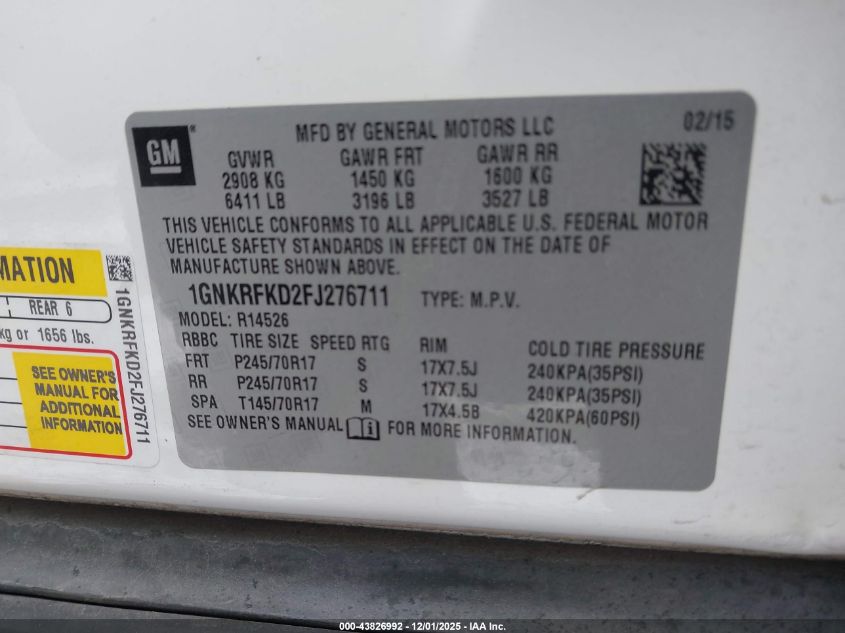 GM
MFD BY GENERAL MOTORS LLC
02/15
GVWR GAWR FRT GAWR RR
2908 KG 1450 KG 1600 KG
6411 LB 3196 LB 3527 LB
THIS VEHICLE CONFORMS TO ALL APPLICABLE U.S. FEDERAL MOTOR
VEHICLE SAFETY STANDARDS IN EFFECT ON THE DATE OF
MANUFACTURE SHOWN ABOVE.
1GNKRFKD2FJ276711 TYPE: M.P.V.
MODEL: R14526
RBBC TIRE SIZE SPEED RTG RIM COLD TIRE PRESSURE
FRT P245/70R17 S 17X7.5J 240KPA(35PSI)
RR P245/70R17 S 17X7.5J 240KPA(35PSI)
SPA T145/70R17 M 17X4.5B 420KPA(60PSI)
SEE OWNER'S MANUAL FOR MORE INFORMATION.
MATION
REAR 6
kg or 1656 lbs.
SEE OWNER'S
MANUAL FOR
ADDITIONAL
INFORMATION
1GNKRFKD2FJ276711
000-43826992 - 12/01/2025 - IAA Inc.